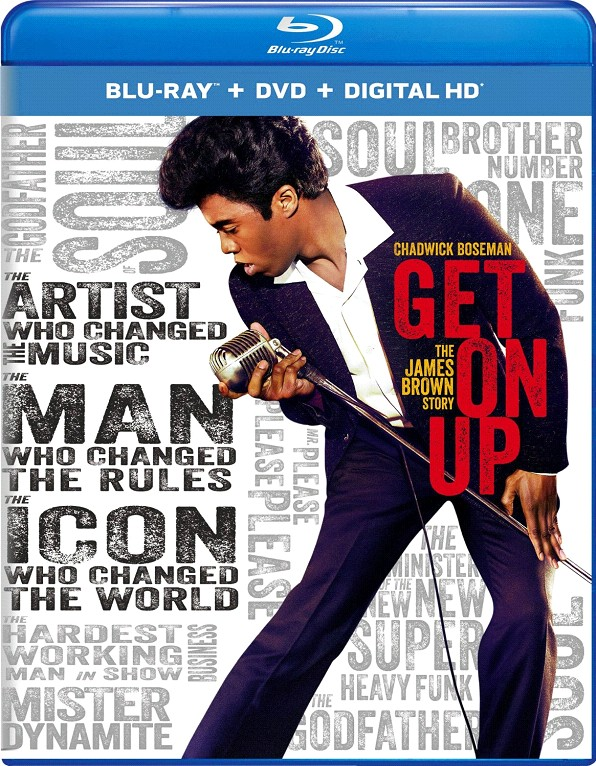 Blu-ray Disc™
BLU-RAY™ + DVD + DIGITAL HD*
THE GODFATHER
OF
SOUL
SOUL
BROTHER
NUMBER
ONE
FUNK
CHADWICK BOSEMAN
GET
ON
UP
THE
JAMES
BROWN
STORY
THE
ARTIST
WHO CHANGED
THE MUSIC
THE
MAN
WHO CHANGED
THE RULES
THE
ICON
WHO CHANGED
THE WORLD
PLEASE
PLEASE
MR. PLEASE
THE
HARDEST
WORKING
MAN IN SHOW
BUSINESS
MISTER
DYNAMITE
THE
MINISTER
OF THE
NEW NEW
SUPER
HEAVY FUNK
THE
GODFATHER
SOUL